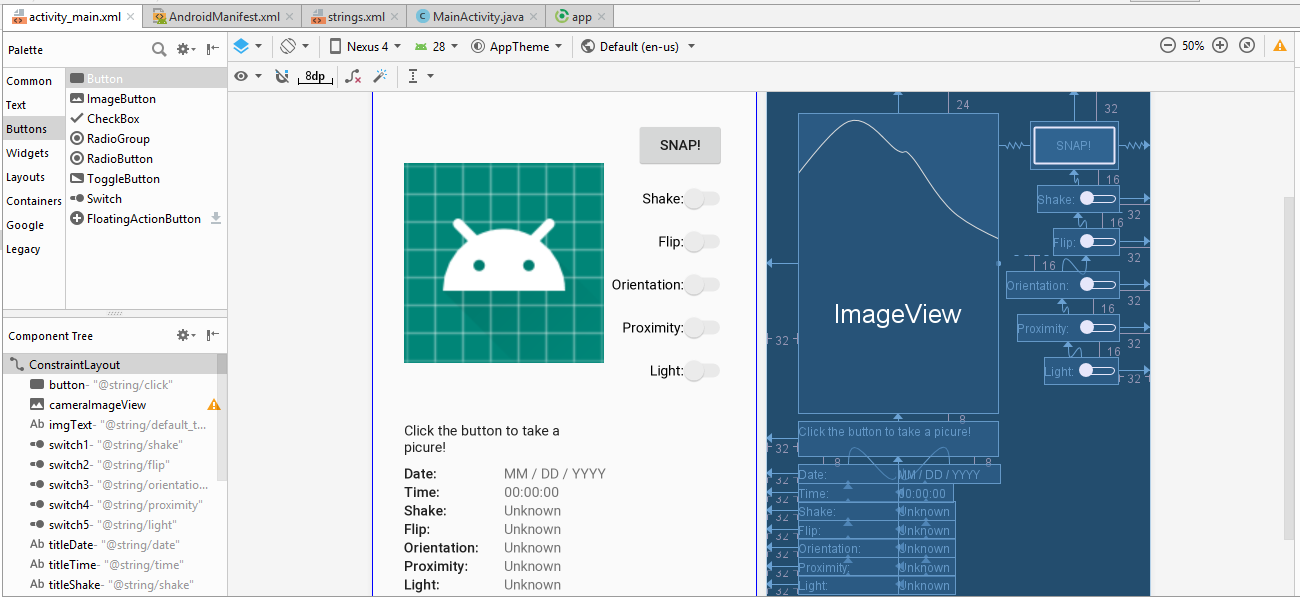 activity_main.xml AndroidManifest.xml strings.xml MainActivity.java app
Palette
Nexus 4 28 AppTheme Default (en-us) 50%
8dp
Common
Text
Buttons
Widgets
Layouts
Containers
Google
Legacy
Button
ImageButton
CheckBox
RadioGroup
RadioButton
ToggleButton
Switch
FloatingActionButton
Component Tree
ConstraintLayout
button- "@string/click"
cameraImageView
imgText- "@string/default_t...
switch1- "@string/shake"
switch2- "@string/flip"
switch3- "@string/orientatio...
switch4- "@string/proximity"
switch5- "@string/light"
titleDate- "@string/date"
titleTime- "@string/time"
titleShake- "@string/shake"
SNAP!
Shake:
Flip:
Orientation:
Proximity:
Light:
Click the button to take a
picure!
Date: MM / DD / YYYY
Time: 00:00:00
Shake: Unknown
Flip: Unknown
Orientation: Unknown
Proximity: Unknown
Light: Unknown
24
32
SNAP!
16
Shake:
32
16
Flip:
32
16
Orientation:
32
16
ImageView
Proximity:
32
32
16
Light:
32
8
Click the button to take a picure!
32
8
8
Date: MM / DD / YYYY
32
Time: 00:00:00
32
Shake: Unknown
32
Flip: Unknown
32
Orientation: Unknown
32
Proximity: Unknown
32
Light: Unknown
32